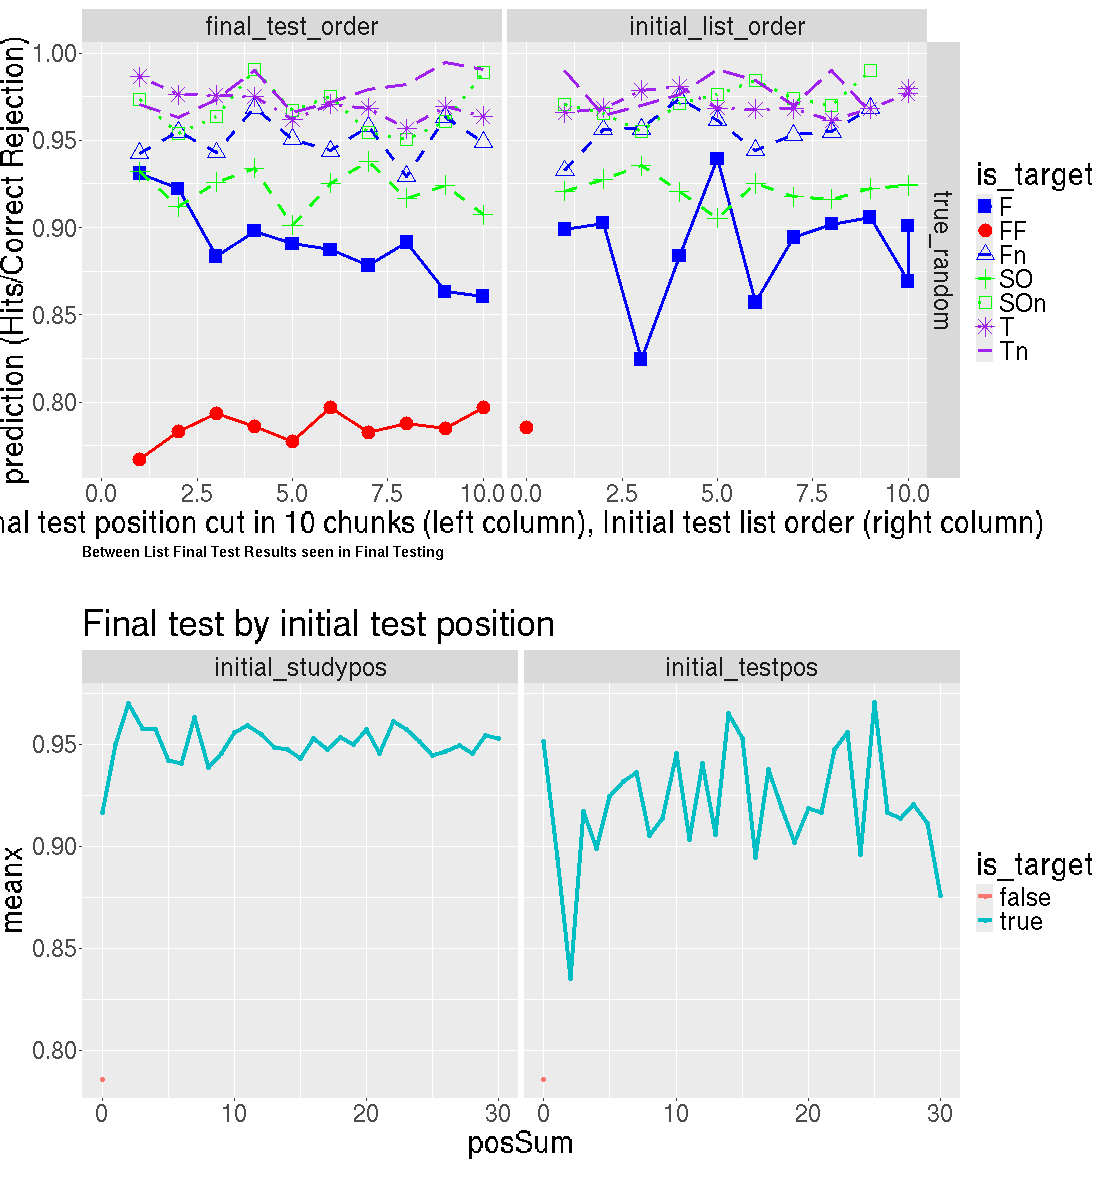 final_test_order
initial_list_order
1.00
0.95
0.90
0.85
0.80
prediction (Hits/Correct Rejection)
true_random
is_target
F
FF
Fn
SO
SOn
T
Tn
0.0 2.5 5.0 7.5 10.0 0.0 2.5 5.0 7.5 10.0
nal test position cut in 10 chunks (left column), Initial test list order (right column)
Between List Final Test Results seen in Final Testing
Final test by initial test position
initial_studypos
initial_testpos
0.95
0.90
0.85
0.80
meanx
is_target
false
true
0 10 20 30 0 10 20 30
posSum